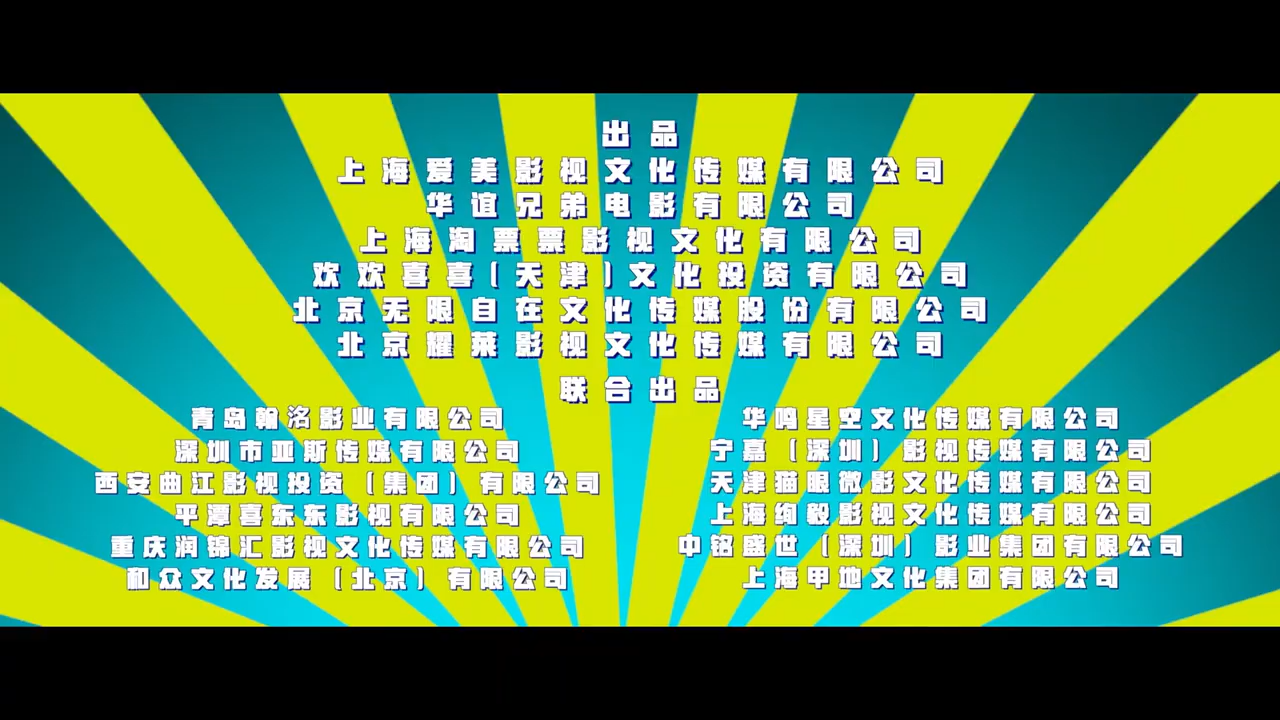 出品
上海爱美影视文化传媒有限公司
华谊兄弟电影有限公司
上海淘票票影视文化有限公司
欢欢喜喜(天津)文化投资有限公司
北京无限自在文化传媒股份有限公司
北京耀莱影视文化传媒有限公司
联合出品
青岛翰洺影业有限公司
深圳市亚斯传媒有限公司
西安曲江影视投资(集团)有限公司
平潭喜东东影视有限公司
重庆润锦汇影视文化传媒有限公司
和众文化发展(北京)有限公司
华鸣星空文化传媒有限公司
宁嘉(深圳)影视传媒有限公司
天津猫眼微影文化传媒有限公司
上海绚毅影视文化传媒有限公司
中铭盛世(深圳)影业集团有限公司
上海甲地文化集团有限公司